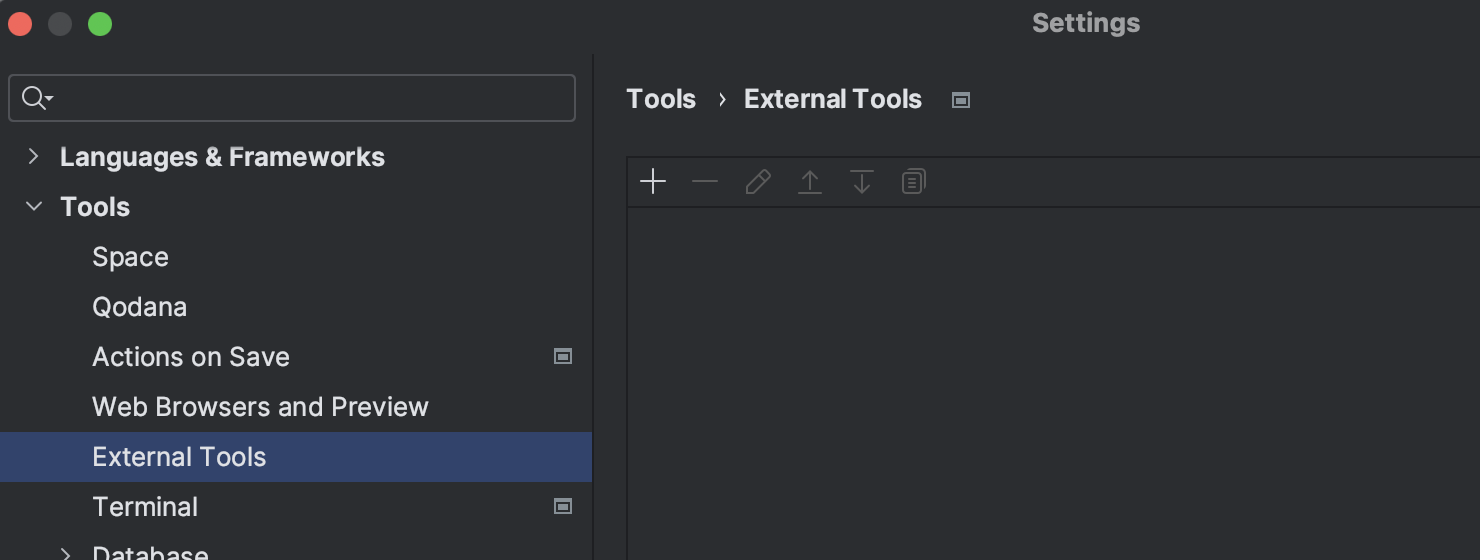 Settings
Tools › External Tools
Languages & Frameworks
Tools
Space
Qodana
Actions on Save
Web Browsers and Preview
External Tools
Terminal
Database